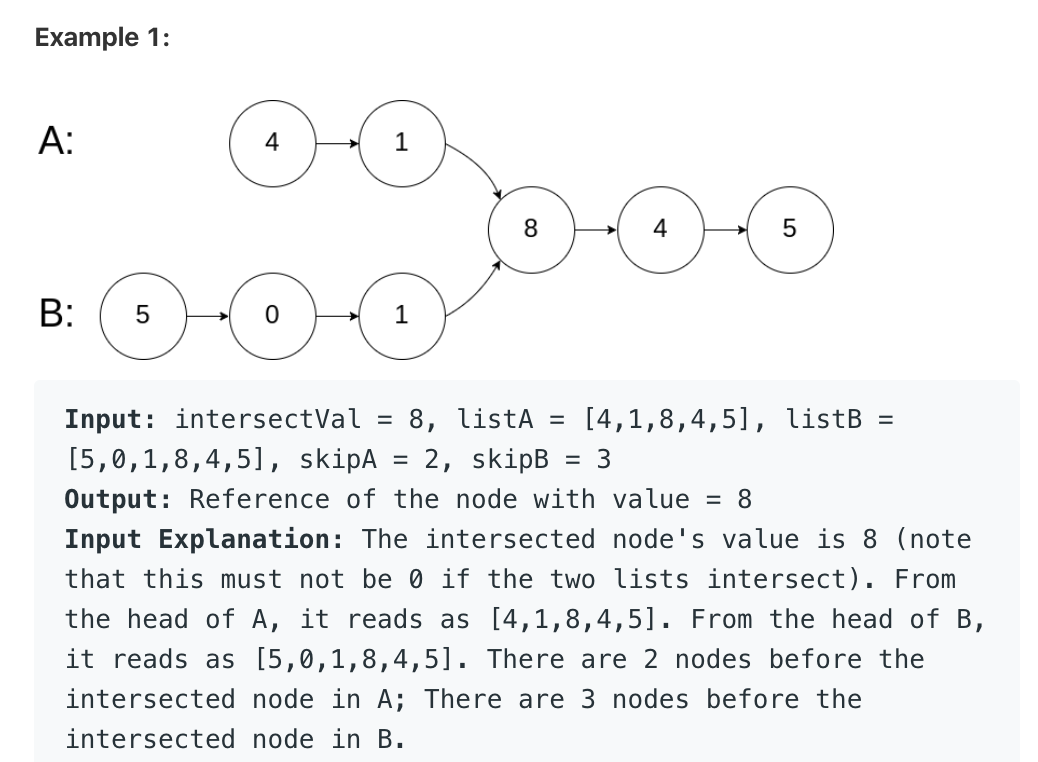 Example 1:
A:
4
1
8
4
5
B:
5
0
1
Input: intersectVal = 8, listA = [4,1,8,4,5], listB =
[5,0,1,8,4,5], skipA = 2, skipB = 3
Output: Reference of the node with value = 8
Input Explanation: The intersected node's value is 8 (note
that this must not be 0 if the two lists intersect). From
the head of A, it reads as [4,1,8,4,5]. From the head of B,
it reads as [5,0,1,8,4,5]. There are 2 nodes before the
intersected node in A; There are 3 nodes before the
intersected node in B.